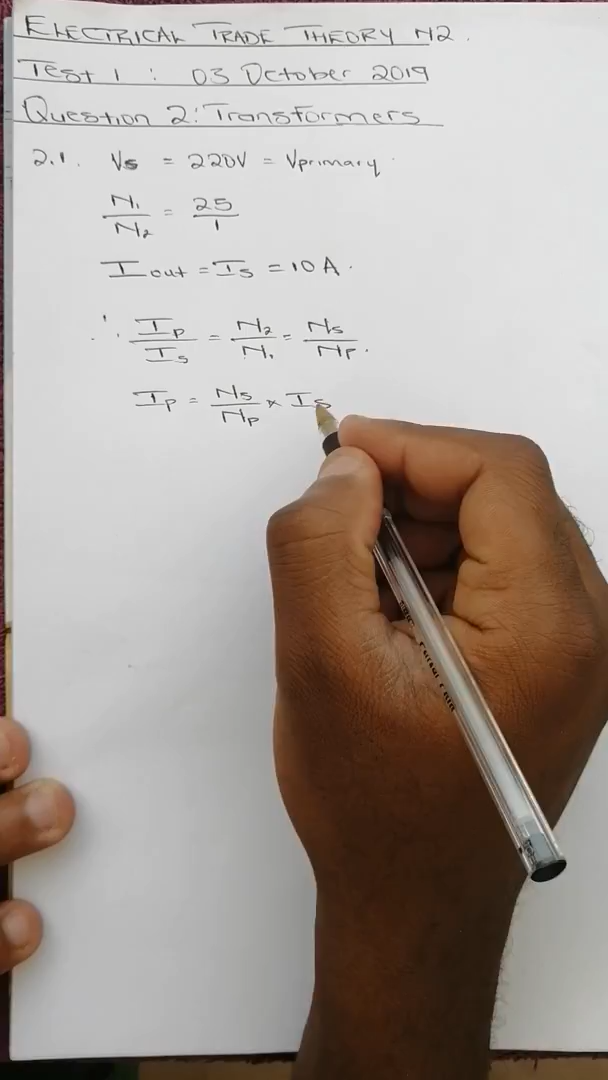 ELECTRICAL TRADE THEORY N2.
Test 1 : 03 October 2019
Question 2: Transformers
2.1. Vs = 220V = Vprimary.
N₁/N₂ = 25/1
Iout = Is = 10A.
∴ Ip/Is = N₂/N₁ = Ns/Np.
Ip = Ns/Np × Is